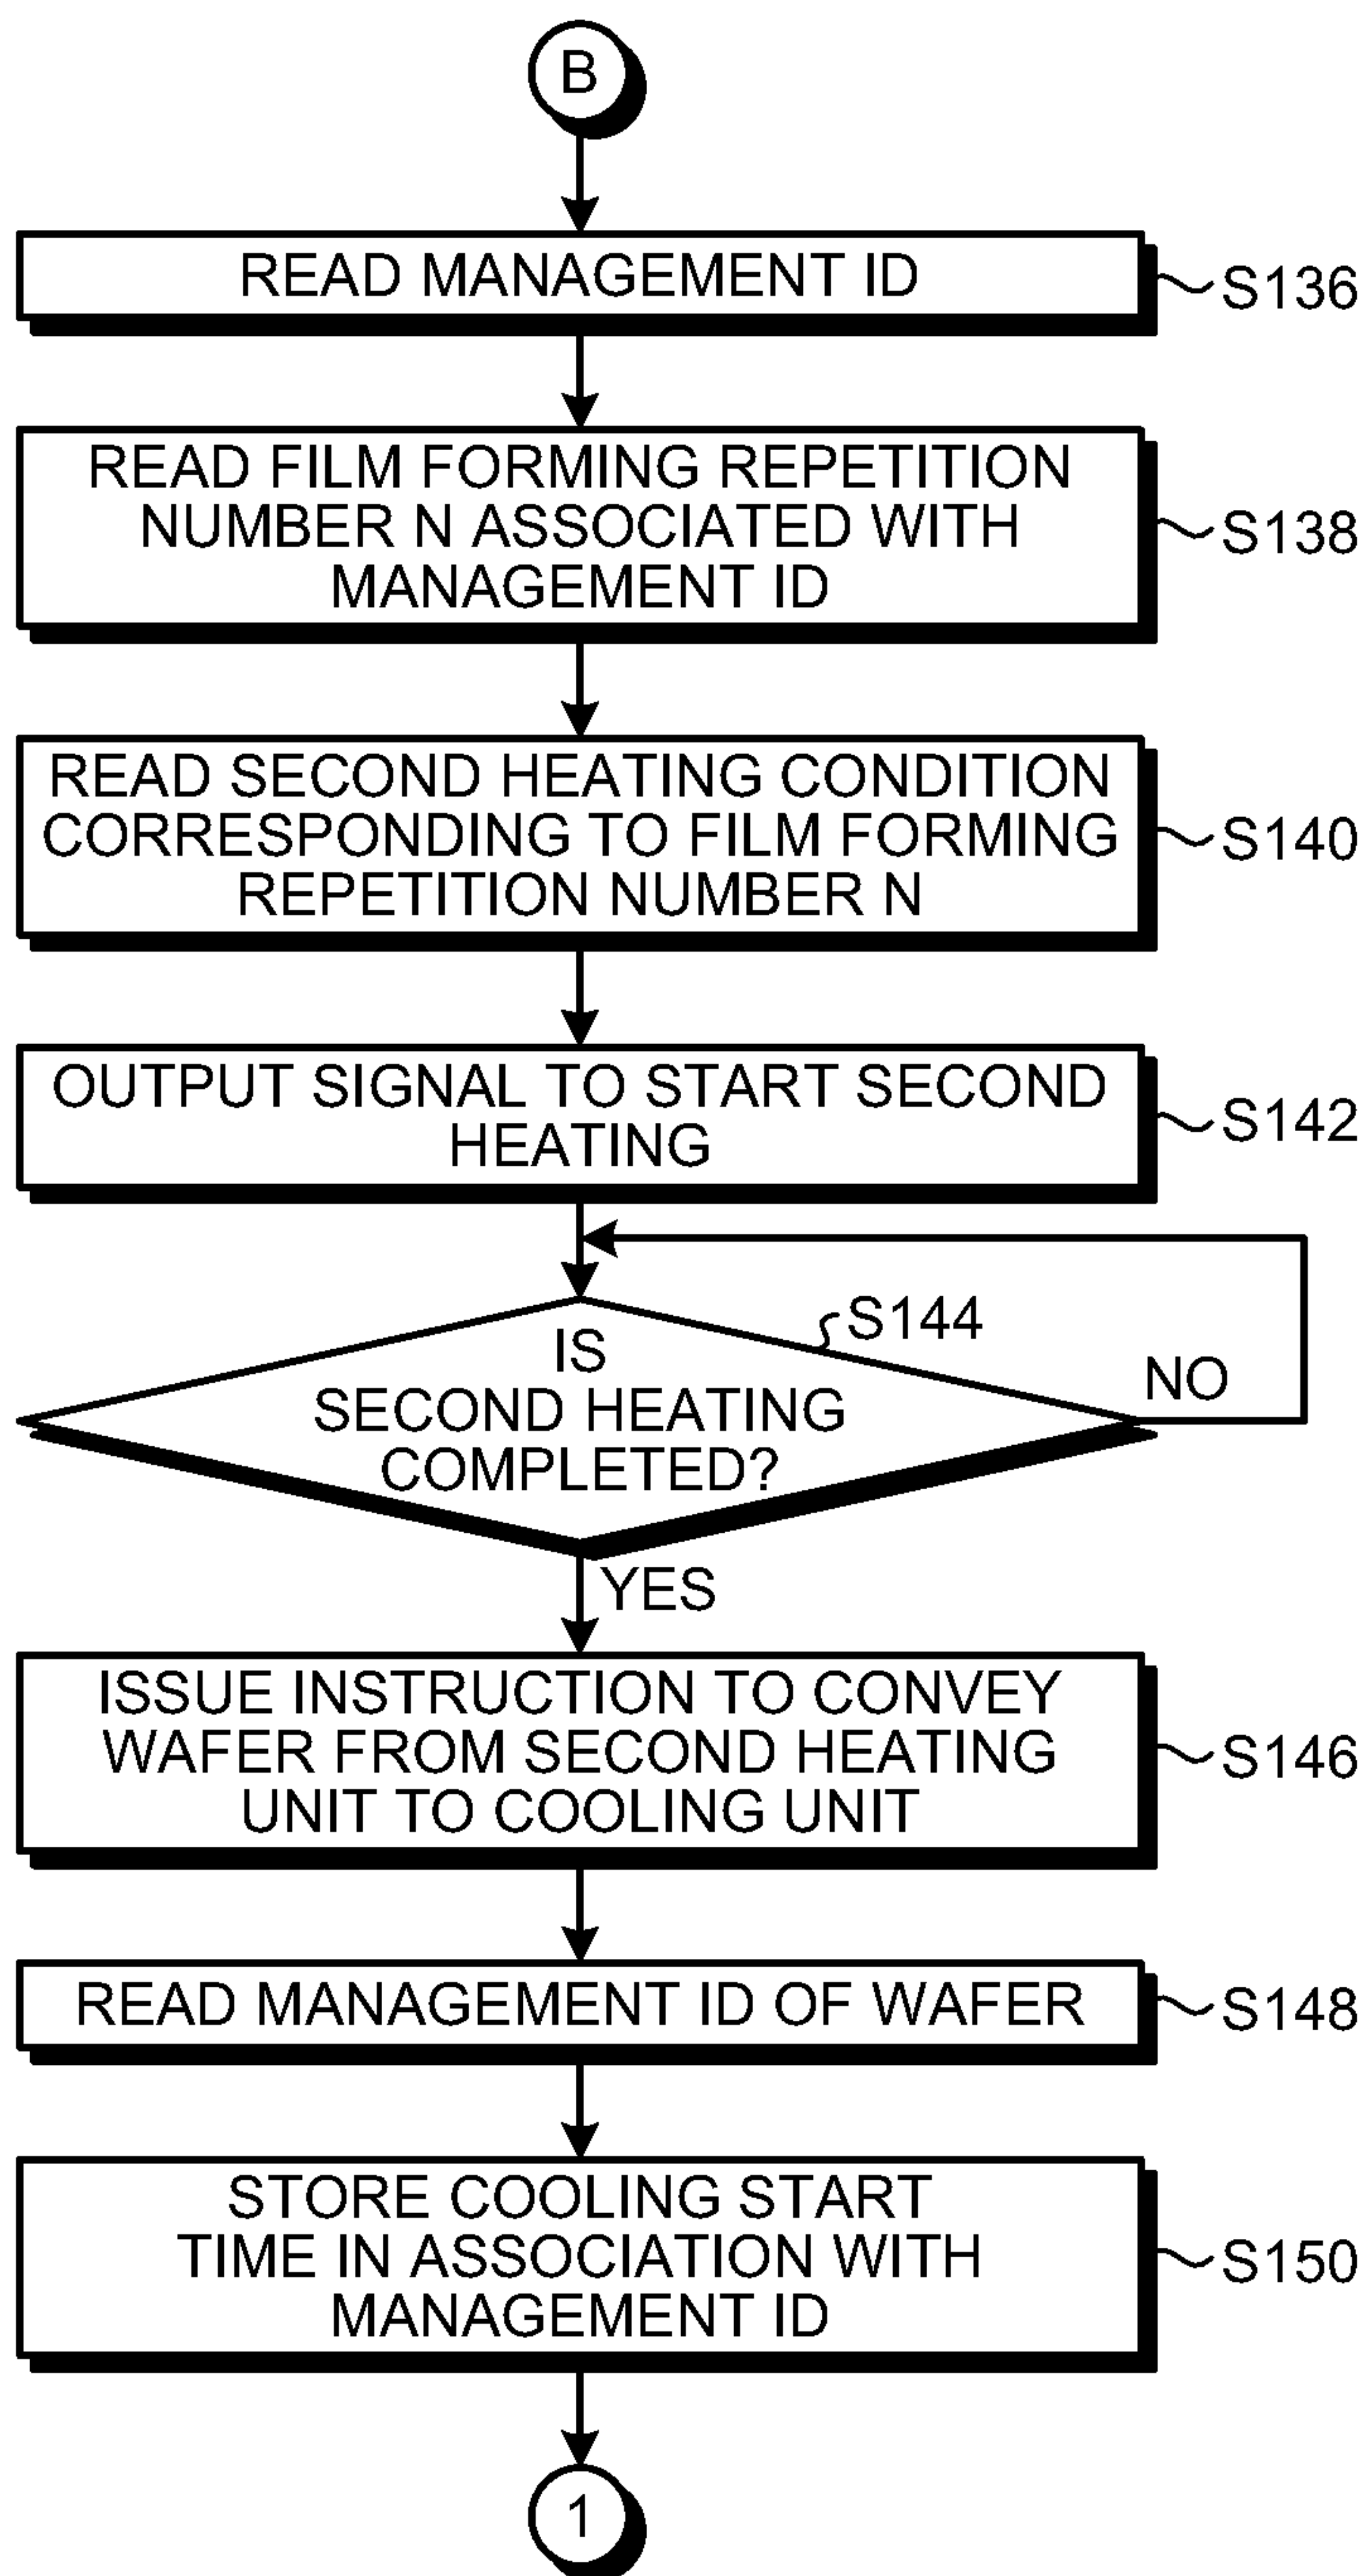 B
READ MANAGEMENT ID
S136
READ FILM FORMING REPETITION
NUMBER N ASSOCIATED WITH
MANAGEMENT ID
S138
READ SECOND HEATING CONDITION
CORRESPONDING TO FILM FORMING
REPETITION NUMBER N
S140
OUTPUT SIGNAL TO START SECOND
HEATING
S142
S144
IS
SECOND HEATING
COMPLETED?
NO
YES
ISSUE INSTRUCTION TO CONVEY
WAFER FROM SECOND HEATING
UNIT TO COOLING UNIT
S146
READ MANAGEMENT ID OF WAFER
S148
STORE COOLING START
TIME IN ASSOCIATION WITH
MANAGEMENT ID
S150
1